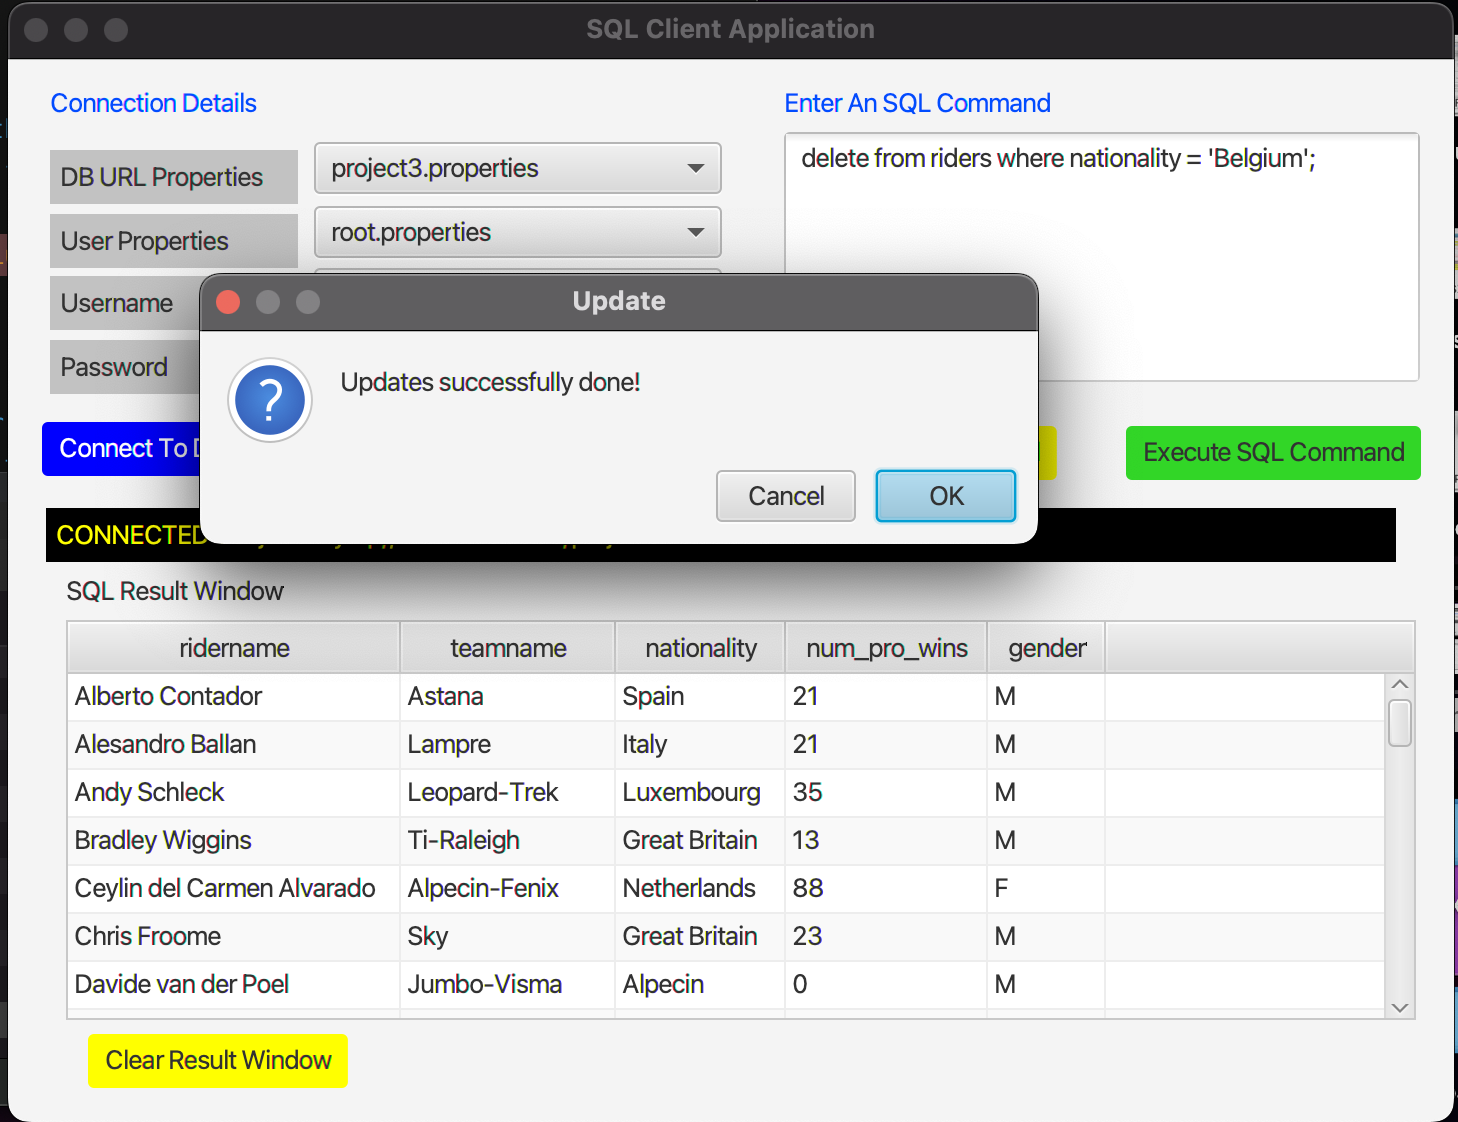 SQL Client Application
Connection Details
Enter An SQL Command
DB URL Properties
project3.properties
delete from riders where nationality = 'Belgium';
User Properties
root.properties
Username
Password
Update
Updates successfully done!
Cancel
OK
Connect To
Execute SQL Command
CONNECTED
SQL Result Window
ridername teamname nationality num_pro_wins gender
Alberto Contador Astana Spain 21 M
Alesandro Ballan Lampre Italy 21 M
Andy Schleck Leopard-Trek Luxembourg 35 M
Bradley Wiggins Ti-Raleigh Great Britain 13 M
Ceylin del Carmen Alvarado Alpecin-Fenix Netherlands 88 F
Chris Froome Sky Great Britain 23 M
Davide van der Poel Jumbo-Visma Alpecin 0 M
Clear Result Window